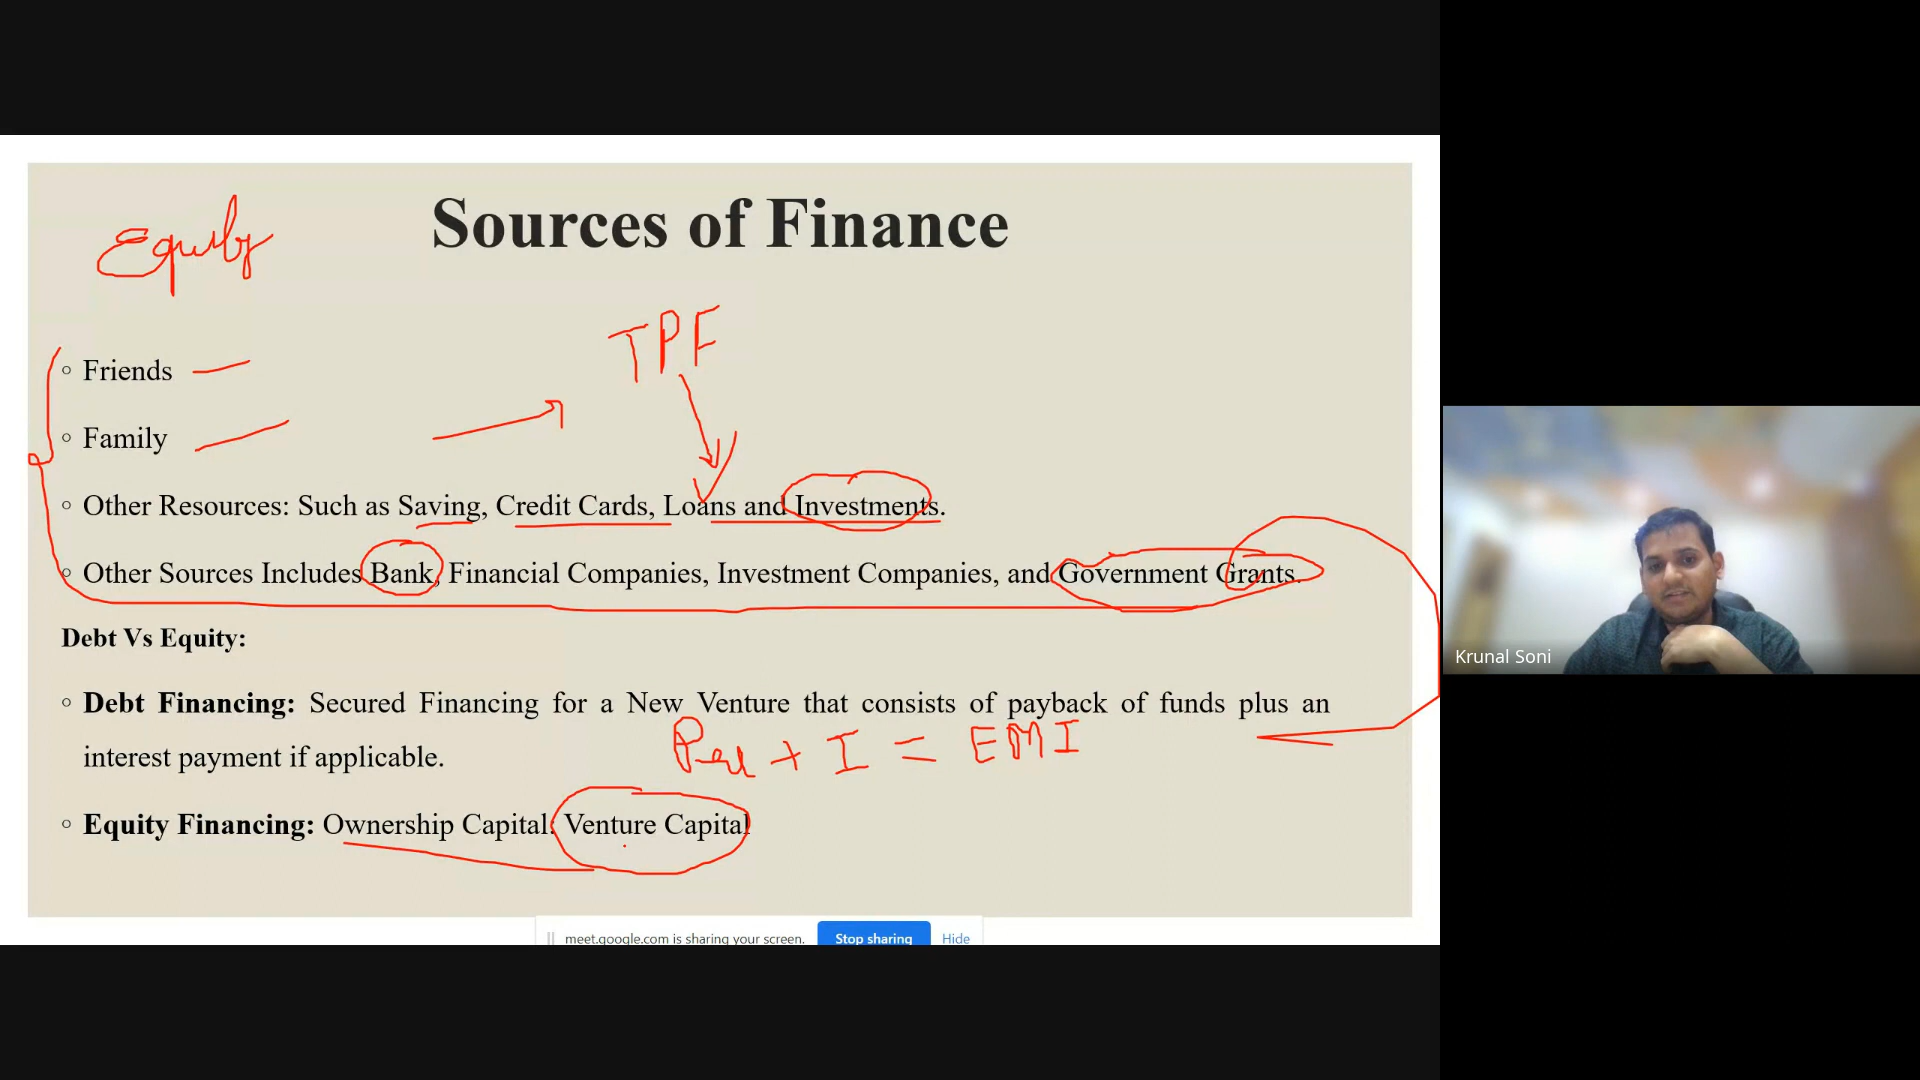 Sources of Finance
Equity
TPF
Friends
Family
Other Resources: Such as Saving, Credit Cards, Loans and Investments.
Other Sources Includes Bank, Financial Companies, Investment Companies, and Government Grants.
Debt Vs Equity:
Debt Financing: Secured Financing for a New Venture that consists of payback of funds plus an
interest payment if applicable.
+ I = EMI
Equity Financing: Ownership Capital: Venture Capital
meet.google.com is sharing your screen. Stop sharing Hide
Krunal Soni